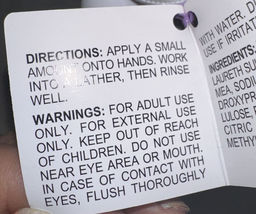 DIRECTIONS: APPLY A SMALL
AMOUNT ONTO HANDS. WORK
INTO A LATHER, THEN RINSE
WELL.
WARNINGS: FOR ADULT USE
ONLY. FOR EXTERNAL USE
ONLY. KEEP OUT OF REACH
OF CHILDREN. DO NOT USE
NEAR EYE AREA OR MOUTH.
IN CASE OF CONTACT WITH
EYES, FLUSH THOROUGHLY
WITH WATER. D
USE IF IRRITAT
INGREDIENTS:
LAURETH SU
MEA, SODIU
DROXYPR
LULOSE,
CITRIC
METHY